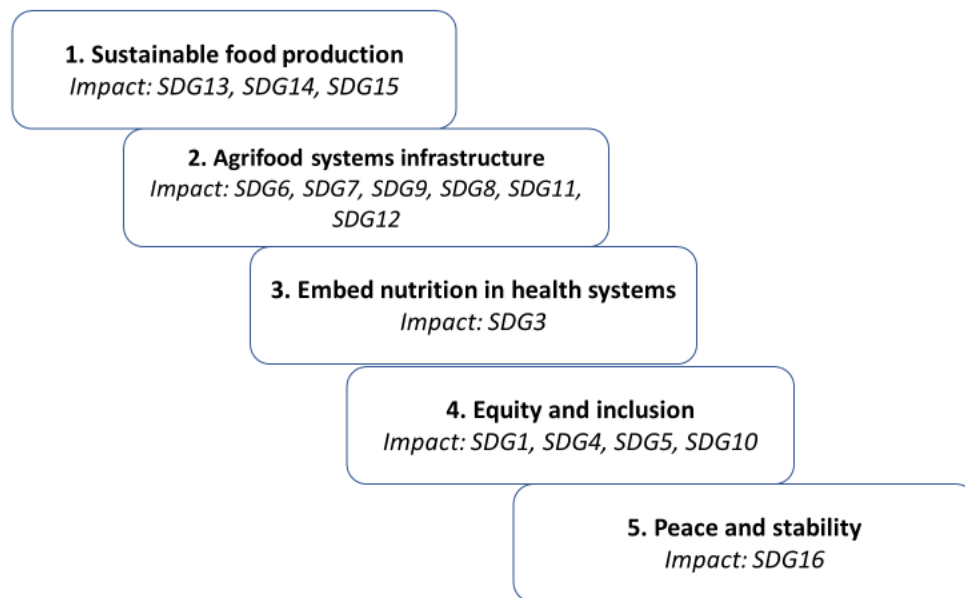 1. Sustainable food production
Impact: SDG13, SDG14, SDG15
2. Agrifood systems infrastructure
Impact: SDG6, SDG7, SDG9, SDG8, SDG11,
SDG12
3. Embed nutrition in health systems
Impact: SDG3
4. Equity and inclusion
Impact: SDG1, SDG4, SDG5, SDG10
5. Peace and stability
Impact: SDG16